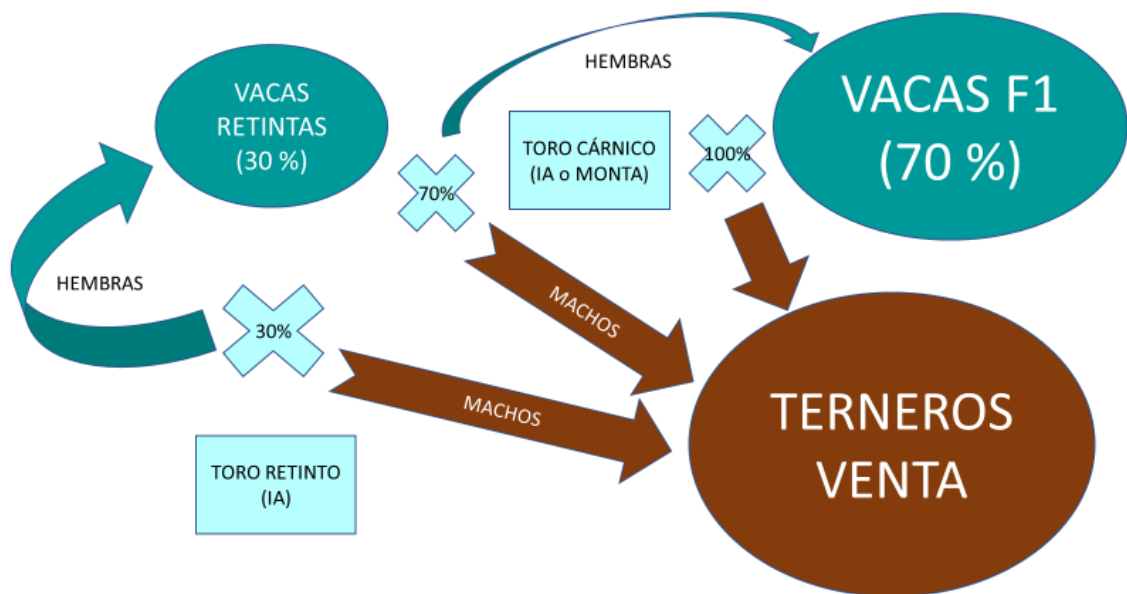 HEMBRAS
VACAS
RETINTAS
(30 %)
VACAS F1
(70 %)
TORO CÁRNICO
(IA o MONTA)
100%
70%
HEMBRAS
MACHOS
30%
MACHOS
TERNEROS
VENTA
TORO RETINTO
(IA)